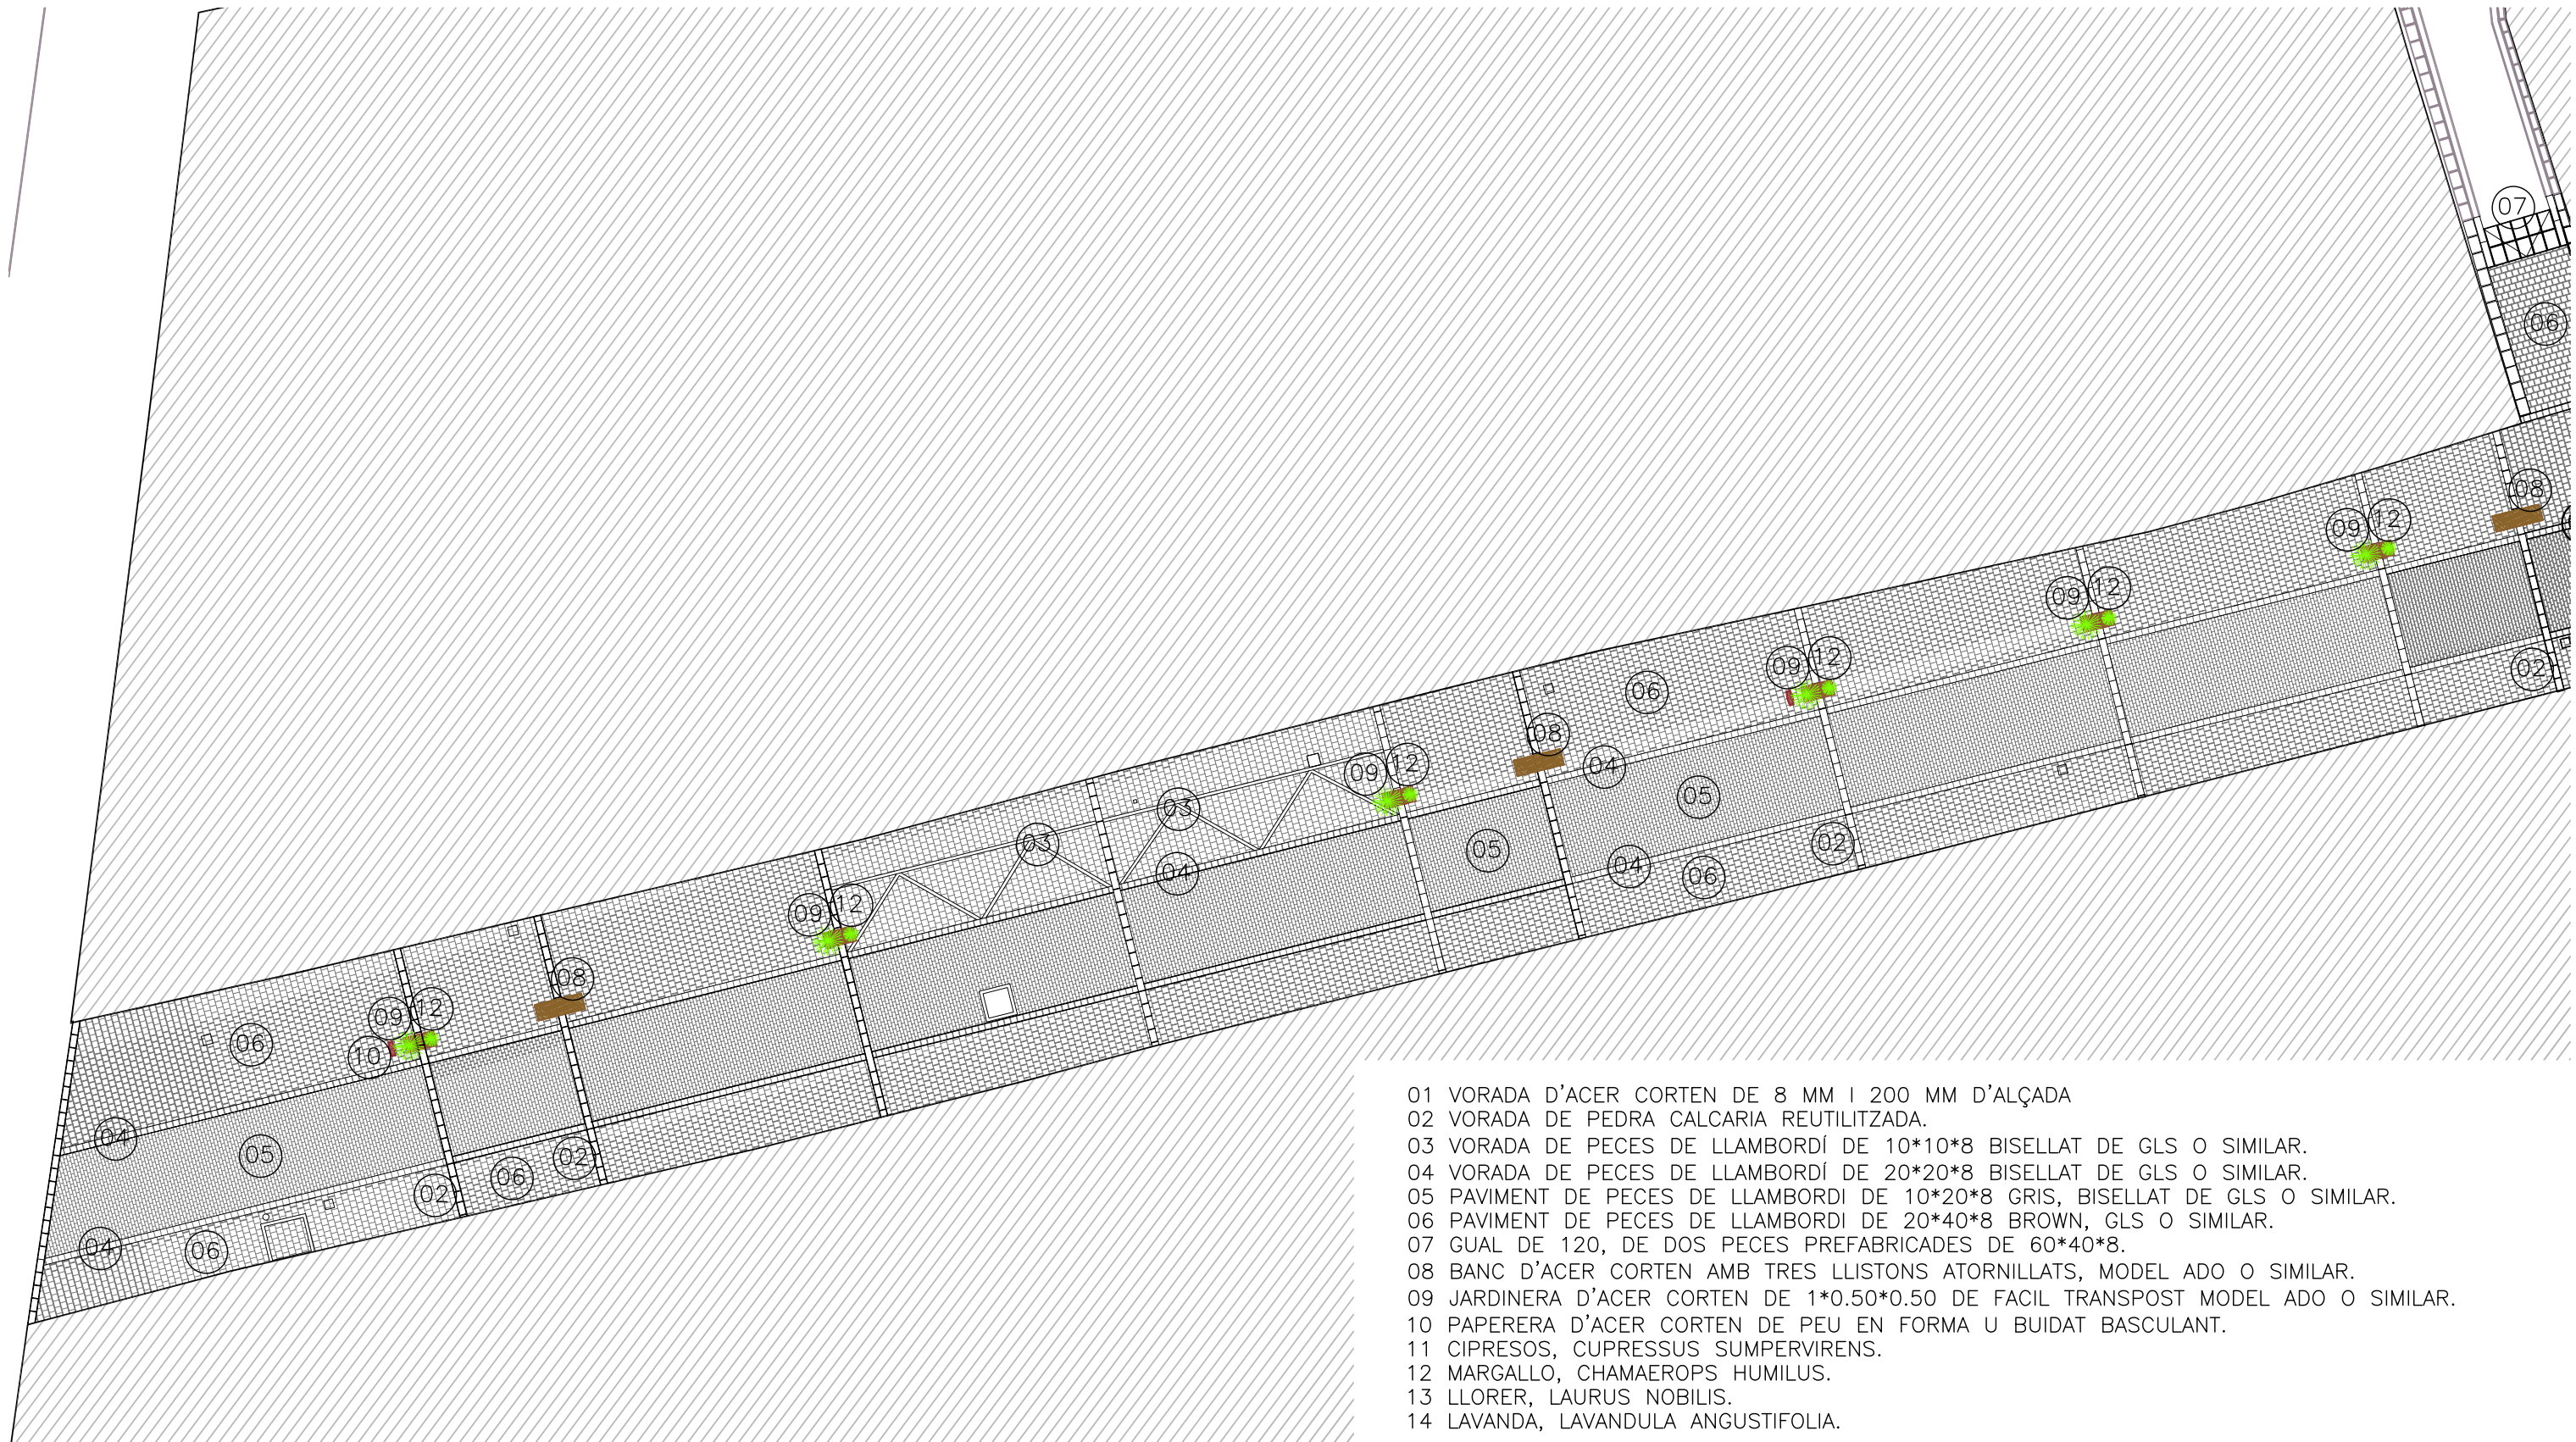 07
06
08
09 12
09 12
02
09 12
06
08
04
05
09 12
03
03
04
05
04
06
02
09 12
08
09 12
10
06
04
05
02
06
02
04
06
01 VORADA D'ACER CORTEN DE 8 MM I 200 MM D'ALÇADA
02 VORADA DE PEDRA CALCARIA REUTILITZADA.
03 VORADA DE PECES DE LLAMBORDÍ DE 10*10*8 BISELLAT DE GLS O SIMILAR.
04 VORADA DE PECES DE LLAMBORDÍ DE 20*20*8 BISELLAT DE GLS O SIMILAR.
05 PAVIMENT DE PECES DE LLAMBORDI DE 10*20*8 GRIS, BISELLAT DE GLS O SIMILAR.
06 PAVIMENT DE PECES DE LLAMBORDI DE 20*40*8 BROWN, GLS O SIMILAR.
07 GUAL DE 120, DE DOS PECES PREFABRICADES DE 60*40*8.
08 BANC D'ACER CORTEN AMB TRES LLISTONS ATORNILLATS, MODEL ADO O SIMILAR.
09 JARDINERA D'ACER CORTEN DE 1*0.50*0.50 DE FACIL TRANSPOST MODEL ADO O SIMILAR.
10 PAPERERA D'ACER CORTEN DE PEU EN FORMA U BUIDAT BASCULANT.
11 CIPRESOS, CUPRESSUS SUMPERVIRENS.
12 MARGALLO, CHAMAEROPS HUMILUS.
13 LLORER, LAURUS NOBILIS.
14 LAVANDA, LAVANDULA ANGUSTIFOLIA.